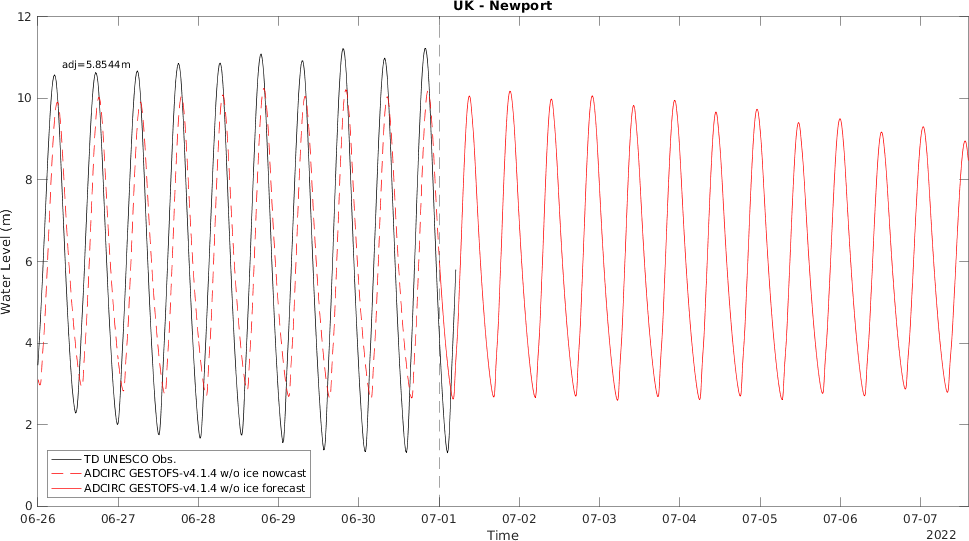 UK - Newport
12
adj=5.8544m
10
8
6
4
2
0
Water Level (m)
TD UNESCO Obs.
ADCIRC GESTOFS-v4.1.4 w/o ice nowcast
ADCIRC GESTOFS-v4.1.4 w/o ice forecast
06-26 06-27 06-28 06-29 06-30 07-01 07-02 07-03 07-04 07-05 07-06 07-07
Time
2022